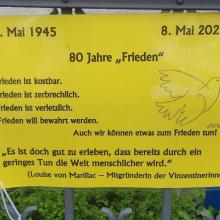 . Mai 1945 8. Mai 202
80 Jahre „Frieden"
rieden ist kostbar.
rieden ist zerbrechlich.
rieden ist verletzlich.
rieden will bewahrt werden.
Auch wir können etwas zum Frieden tun!
„Es ist doch gut zu erleben, dass bereits durch ein
geringes Tun die Welt menschlicher wird."
(Louise von Marillac – Mitgründerin der Vinzentinerinne